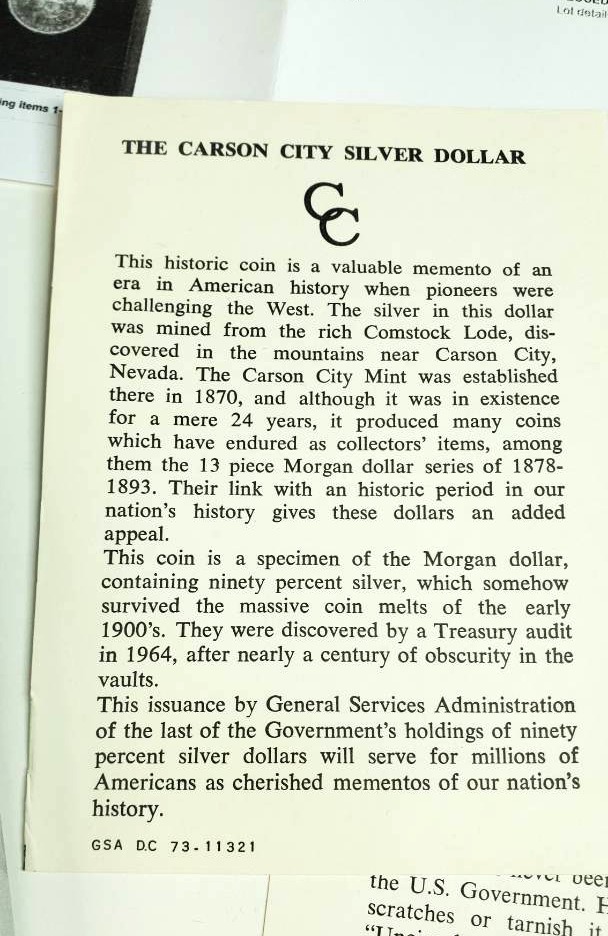 Lot detail
ing items 1-
THE CARSON CITY SILVER DOLLAR
CC
This historic coin is a valuable memento of an
era in American history when pioneers were
challenging the West. The silver in this dollar
was mined from the rich Comstock Lode, dis-
covered in the mountains near Carson City,
Nevada. The Carson City Mint was established
there in 1870, and although it was in existence
for a mere 24 years, it produced many coins
which have endured as collectors' items, among
them the 13 piece Morgan dollar series of 1878-
1893. Their link with an historic period in our
nation's history gives these dollars an added
appeal.
This coin is a specimen of the Morgan dollar,
containing ninety percent silver, which somehow
survived the massive coin melts of the early
1900's. They were discovered by a Treasury audit
in 1964, after nearly a century of obscurity in the
vaults.
This issuance by General Services Administration
of the last of the Government's holdings of ninety
percent silver dollars will serve for millions of
Americans as cherished mementos of our nation's
history.
GSA D.C 73-11321
never been
the U.S. Government. H
scratches or tarnish it